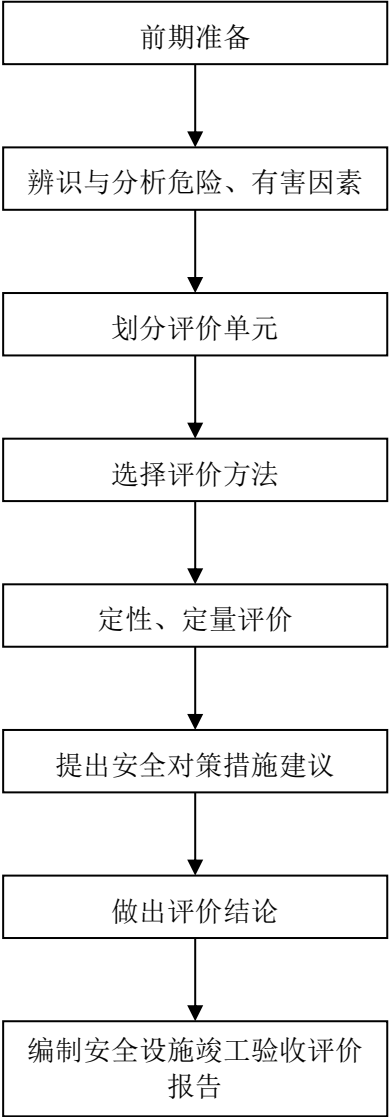 前期准备
辨识与分析危险、有害因素
划分评价单元
选择评价方法
定性、定量评价
提出安全对策措施建议
做出评价结论
编制安全设施竣工验收评价
报告